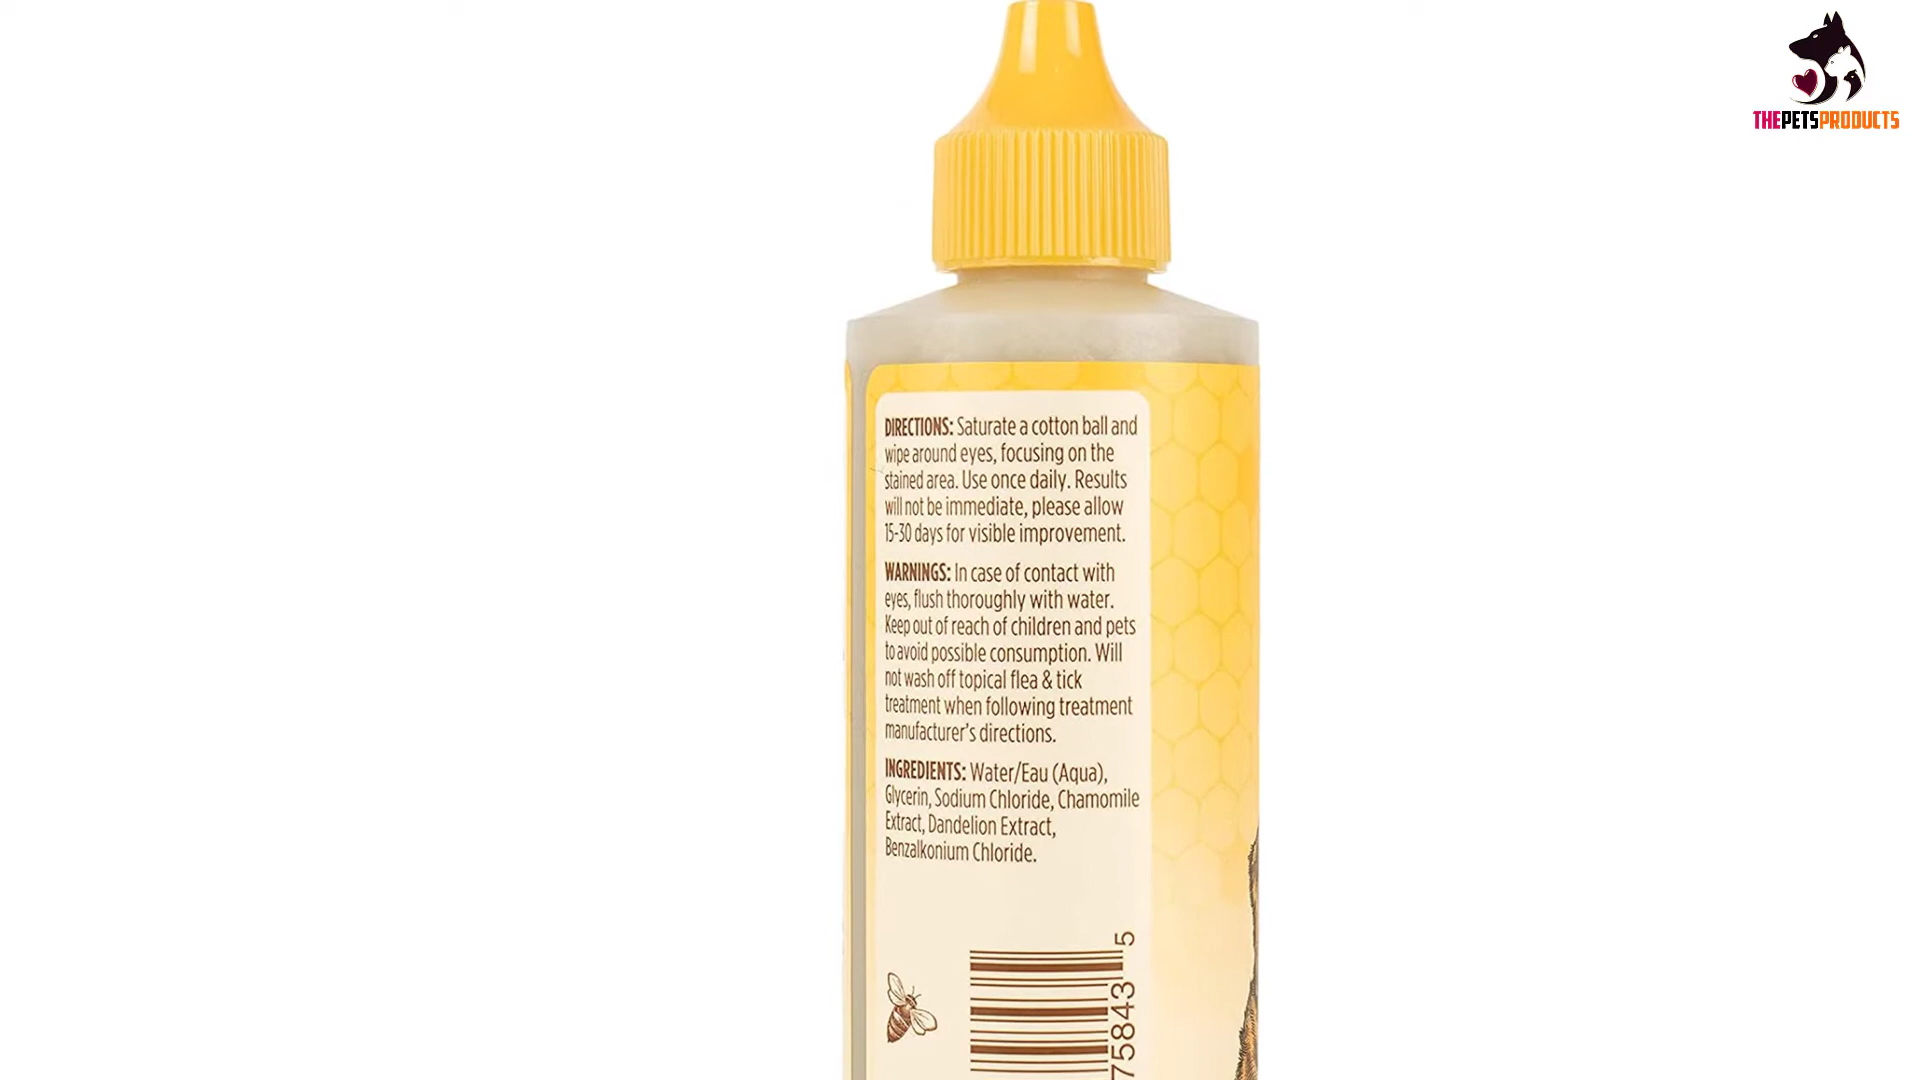 THEPETSPRODUCTS
DIRECTIONS: Saturate a cotton ball and
wipe around eyes, focusing on the
stained area. Use once daily. Results
will not be immediate, please allow
15-30 days for visible improvement.
WARNINGS: In case of contact with
eyes, flush thoroughly with water.
Keep out of reach of children and pets
to avoid possible consumption. Will
not wash off topical flea & tick
treatment when following treatment
manufacturer's directions.
INGREDIENTS: Water/Eau (Aqua),
Glycerin, Sodium Chloride, Chamomile
Extract, Dandelion Extract,
Benzalkonium Chloride.
75843 5